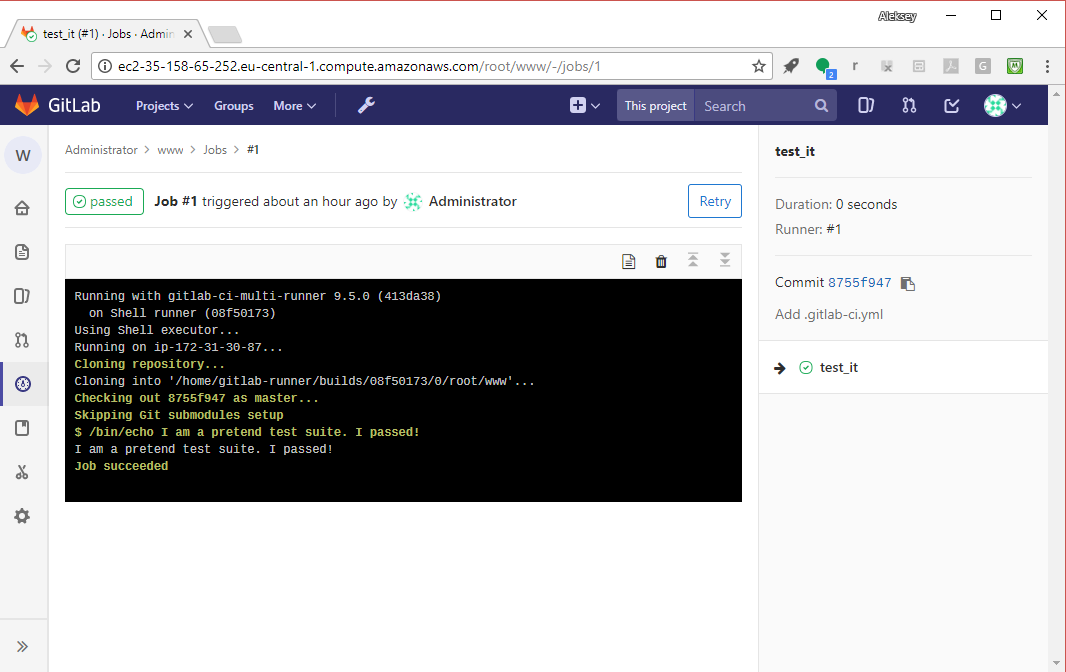 Aleksey
test_it (#1) · Jobs · Admin
ec2-35-158-65-252.eu-central-1.compute.amazonaws.com/root/www/-/jobs/1
2
r
G
GitLab
Projects
Groups
More
This project
Search
W
Administrator > www > Jobs > #1
passed
Job #1 triggered about an hour ago by Administrator
Retry
Running with gitlab-ci-multi-runner 9.5.0 (413da38)
on Shell runner (08f50173)
Using Shell executor...
Running on ip-172-31-30-87...
Cloning repository...
Cloning into '/home/gitlab-runner/builds/08f50173/0/root/www'...
Checking out 8755f947 as master...
Skipping Git submodules setup
$ /bin/echo I am a pretend test suite. I passed!
I am a pretend test suite. I passed!
Job succeeded
test_it
Duration: 0 seconds
Runner: #1
Commit 8755f947
Add .gitlab-ci.yml
test_it